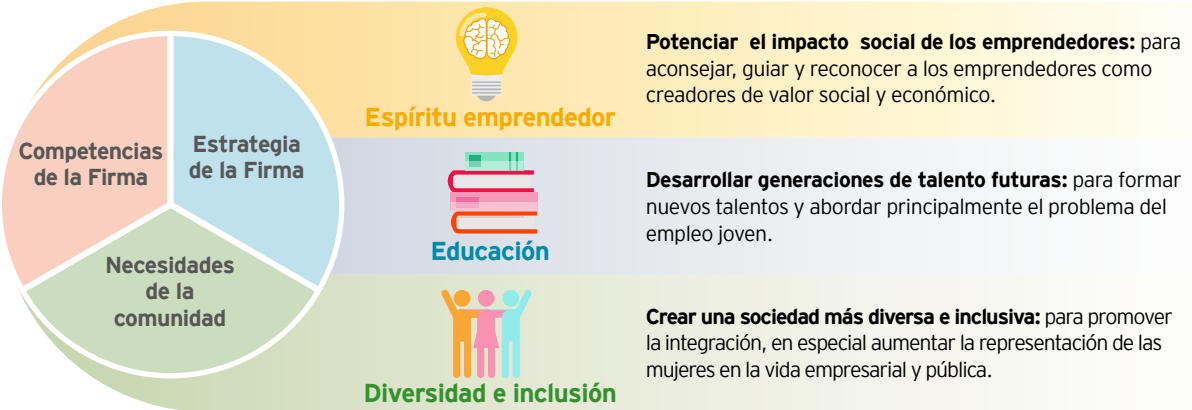 Competencias
de la Firma
Estrategia
de la Firma
Necesidades
de la
comunidad
Espíritu emprendedor
Potenciar el impacto social de los emprendedores: para
aconsejar, guiar y reconocer a los emprendedores como
creadores de valor social y económico.
Educación
Desarrollar generaciones de talento futuras: para formar
nuevos talentos y abordar principalmente el problema del
empleo joven.
Diversidad e inclusión
Crear una sociedad más diversa e inclusiva: para promover
la integración, en especial aumentar la representación de las
mujeres en la vida empresarial y pública.